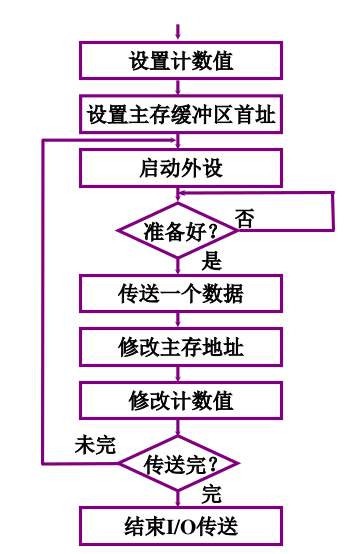 设置计数值
设置主存缓冲区首址
启动外设
准备好？
否
是
传送一个数据
修改主存地址
修改计数值
未完
传送完？
完
结束I/O传送